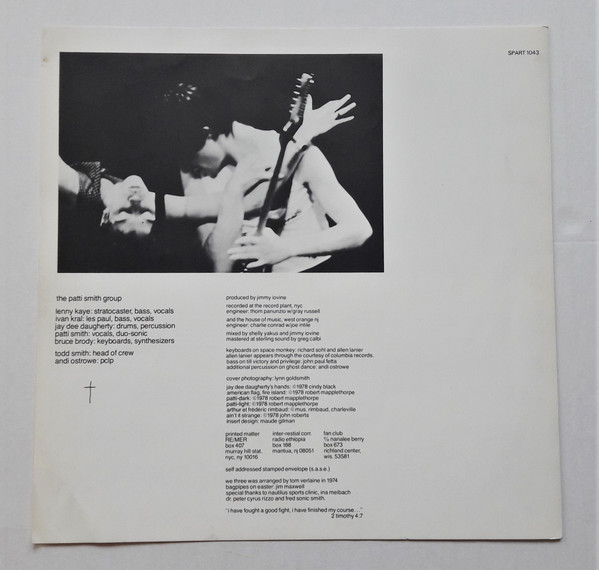 SPART 1043
the patti smith group
lenny kaye: stratocaster, bass, vocals
ivan kral: les paul, bass, vocals
jay dee daugherty: drums, percussion
patti smith: vocals, duo-sonic
bruce brody: keyboards, synthesizers
todd smith: head of crew
andi ostrowe: pclp
produced by jimmy iovine
recorded at the record plant, nyc
engineer: thom panunzio w/gray russell
and the house of music, west orange nj
engineer: charlie conrad w/joe intile
mixed by shelly yakus and jimmy iovine
mastered at sterling sound by greg calbi
keyboards on space monkey: richard sohl and allen lanier
allen lanier appears through the courtesy of columbia records.
bass on till victory and privilege: john paul fetta
additional percussion on ghost dance: andi ostrowe
cover photography: lynn goldsmith
jay dee daugherty's hands: ©1978 cindy black
american flag, fire island: ©1978 robert mapplethorpe
patti-dark: ©1978 robert mapplethorpe
patti-light: ©1978 robert mapplethorpe
arthur et frédéric rimbaud: ©mus. rimbaud, charleville
ain't it strange: ©1978 john roberts
insert design: maude gilman
printed matter
RE/MER
box 407
murray hill stat.
nyc, ny 10016
inter-restial corr.
radio ethiopia
box 188
mantua, nj 08051
fan club
c/o nanalee berry
box 673
richland center,
wis. 53581
self addressed stamped envelope (s.a.s.e.)
we three was arranged by tom verlaine in 1974
bagpipes on easter: jim maxwell
special thanks to nautilus sports clinic, ina meibach
dr. peter cyrus rizzo and fred sonic smith.
"i have fought a good fight, i have finished my course..."
2 timothy 4:7